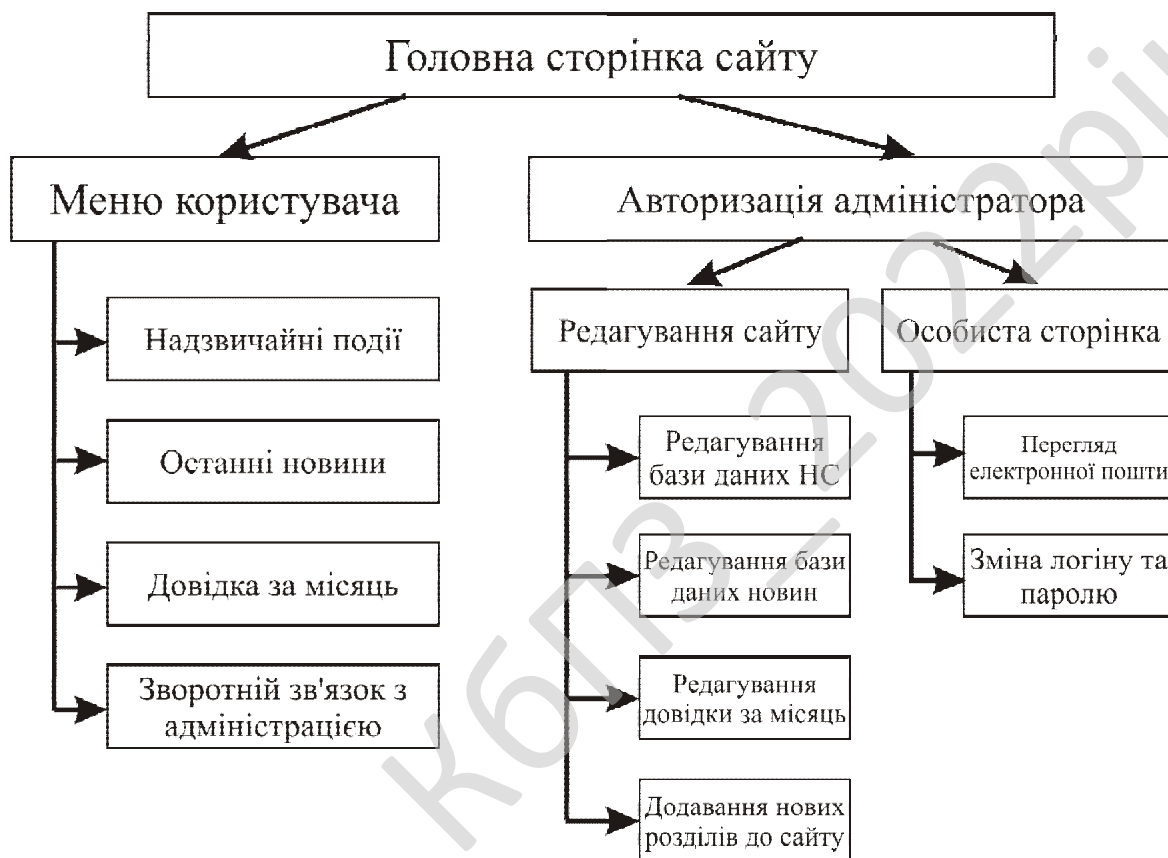 Головна сторінка сайту
Меню користувача
Авторизація адміністратора
Надзвичайні події
Останні новини
Довідка за місяць
Зворотній зв'язок з
адміністрацією
Редагування сайту
Редагування
бази даних НС
Редагування бази
даних новин
Редагування
довідки за місяць
Додавання нових
розділів до сайту
Особиста сторінка
Перегляд
електронної пошти
Зміна логіну та
паролю
КбПЗ_2022рік